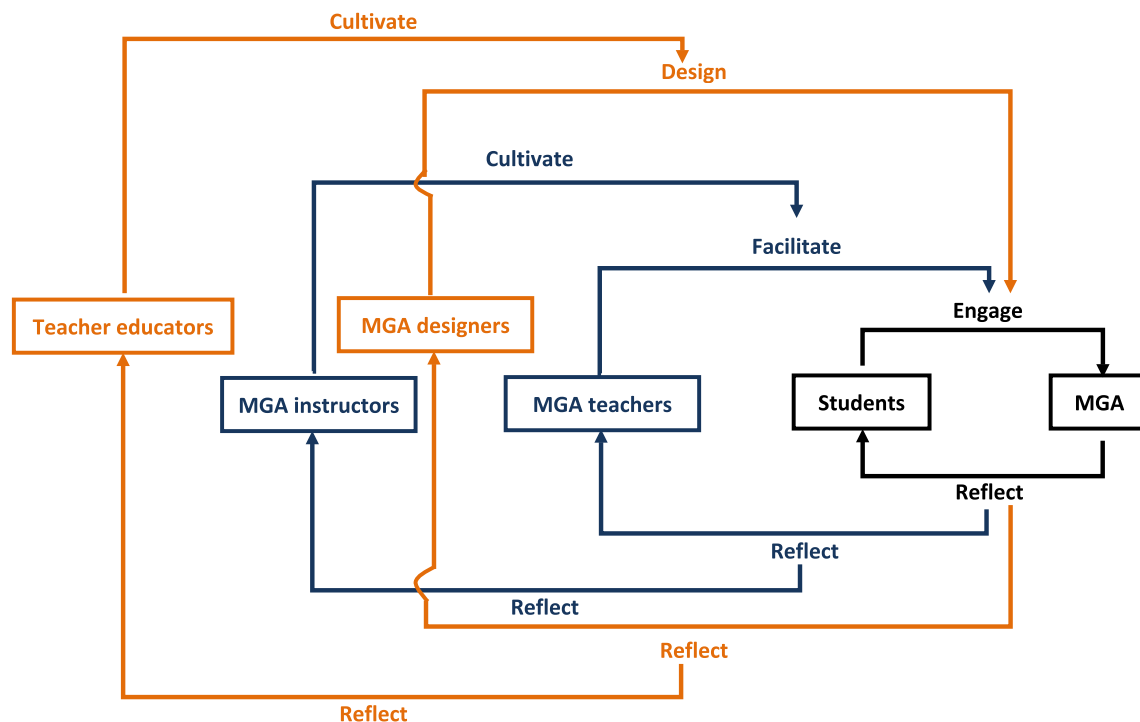 Cultivate
Design
Cultivate
Facilitate
Engage
Teacher educators
MGA designers
MGA instructors
MGA teachers
Students
MGA
Reflect
Reflect
Reflect
Reflect
Reflect